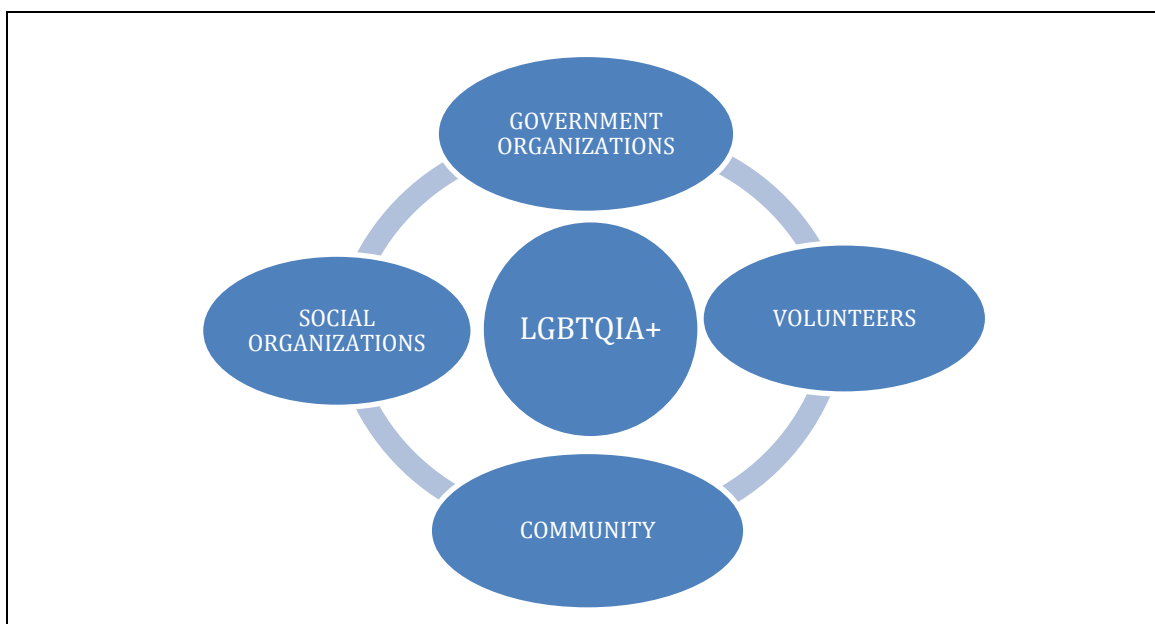 GOVERNMENT
ORGANIZATIONS
SOCIAL
ORGANIZATIONS
LGBTQIA+
VOLUNTEERS
COMMUNITY